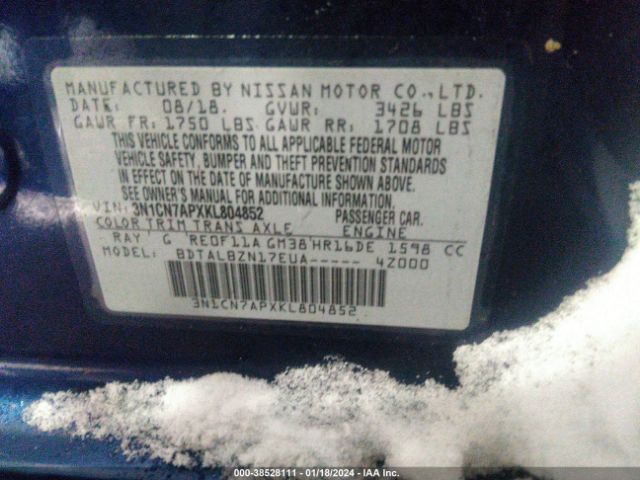 MANUFACTURED BY NISSAN MOTOR CO.,LTD.
DATE: 08/18. GVWR: 3426 LBS
GAWR FR: 1750 LBS GAWR RR: 1708 LBS
THIS VEHICLE CONFORMS TO ALL APPLICABLE FEDERAL MOTOR
VEHICLE SAFETY, BUMPER AND THEFT PREVENTION STANDARDS
IN EFFECT ON THE DATE OF MANUFACTURE SHOWN ABOVE.
SEE OWNER'S MANUAL FOR ADDITIONAL INFORMATION.
VIN: 3N1CN7APXKL804852 PASSENGER CAR.
COLOR TRIM TRANS AXLE ENGINE
RAY G RE0F11A GM38 HR16DE 1598 CC
MODEL: BDTALBZN17EUA----- 4Z000
3N1CN7APXKL804852
000-38528111 — 01/18/2024 — IAA Inc.